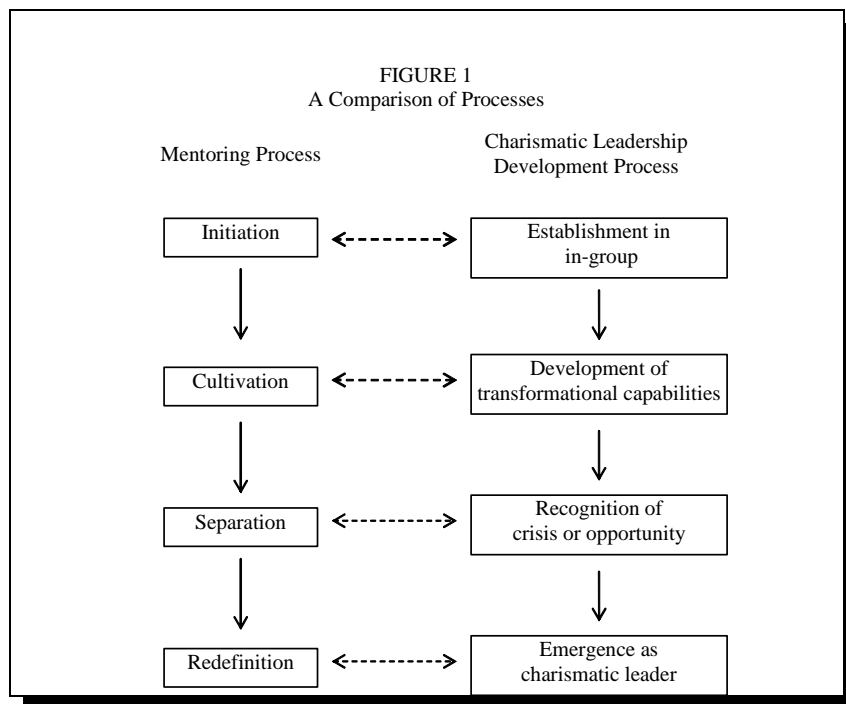 FIGURE 1
A Comparison of Processes
Mentoring Process
Charismatic Leadership
Development Process
Initiation
Establishment in
in-group
Cultivation
Development of
transformational capabilities
Separation
Recognition of
crisis or opportunity
Redefinition
Emergence as
charismatic leader